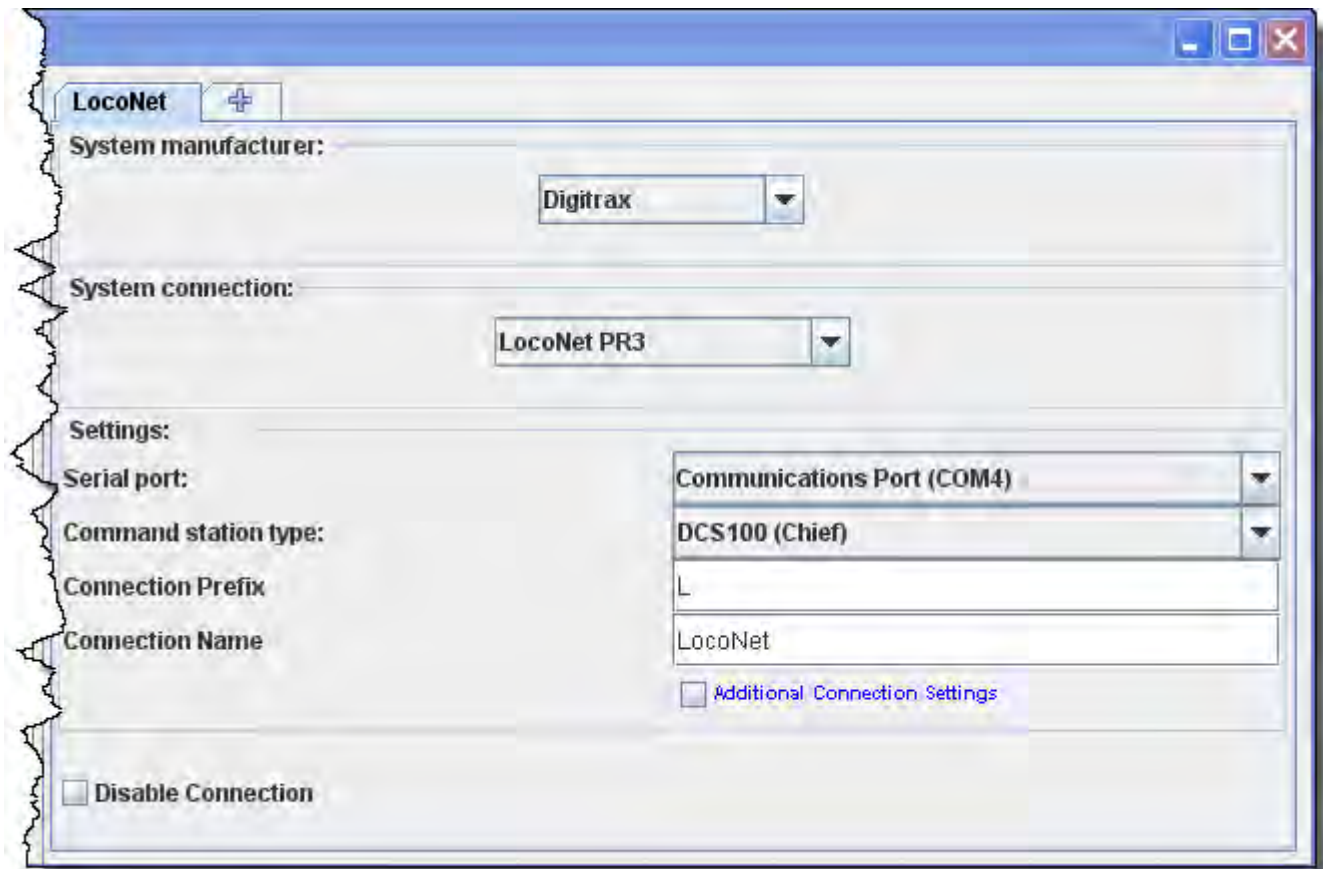 LocoNet
System manufacturer:
Digitrax
System connection:
LocoNet PR3
Settings:
Serial port: Communications Port (COM4)
Command station type: DCS100 (Chief)
Connection Prefix L
Connection Name LocoNet
Additional Connection Settings
Disable Connection